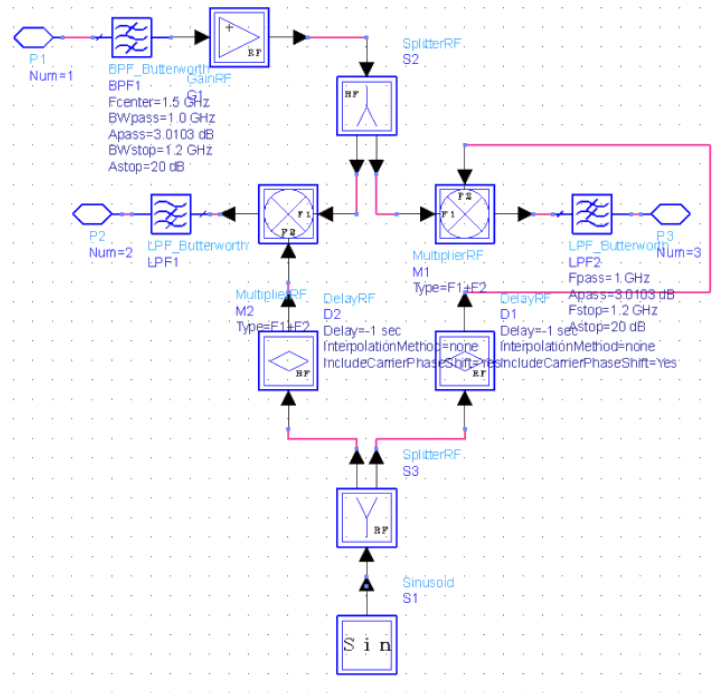 P1
Num=1
BPF_Butterworth
BPF1
Fcenter=1.5 GHz
BWpass=1.0 GHz
Apass=3.0103 dB
BWstop=1.2 GHz
Astop=20 dB
RF
GainRF
G1
SplitterRF
S2
RF
P2
Num=2
LPF_Butterworth
LPF1
F1
F2
MultiplierRF
M2
Type=F1+F2
F2
F1
MultiplierRF
M1
Type=F1+F2
LPF_Butterworth
LPF2
Fpass=1 GHz
Apass=3.0103 dB
Fstop=1.2 GHz
Astop=20 dB
P3
Num=3
DelayRF
D2
Delay=-1 sec
InterpolationMethod=none
IncludeCarrierPhaseShift=Yes
RF
DelayRF
D1
Delay=-1 sec
InterpolationMethod=none
IncludeCarrierPhaseShift=Yes
RF
SplitterRF
S3
RF
Sinusoid
S1
Sin